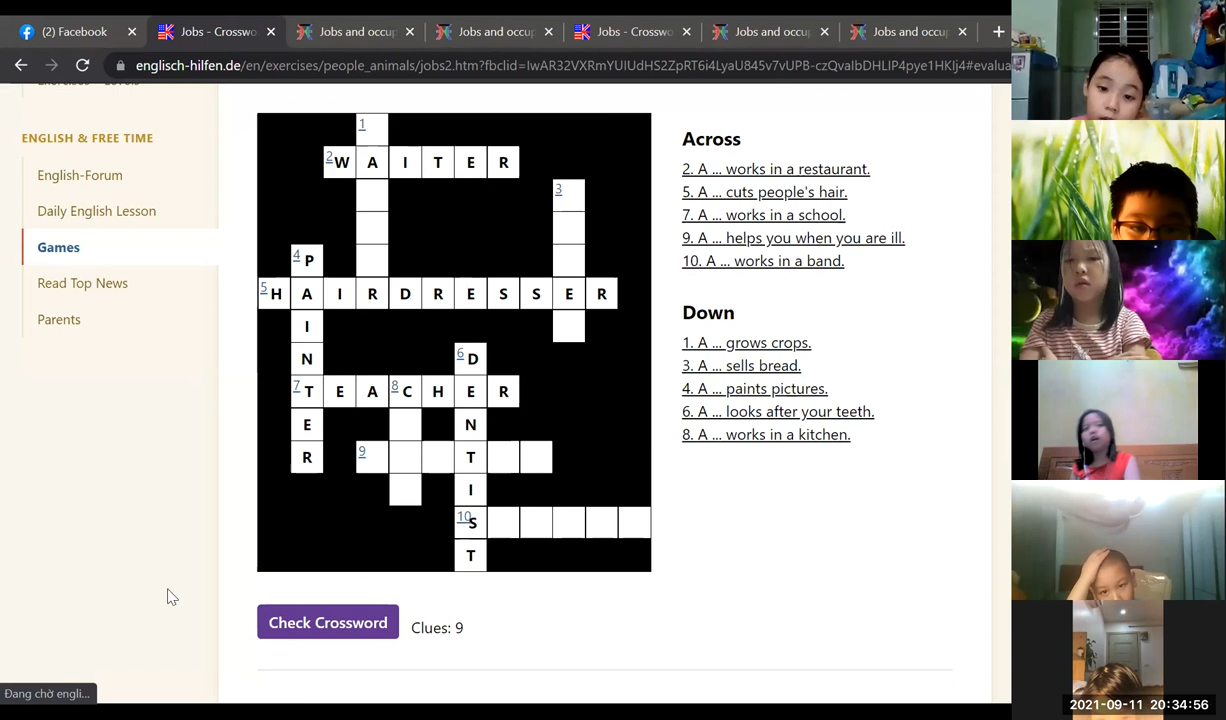 (2) Facebook
Jobs - Crosswo
Jobs and occup
Jobs and occup
Jobs - Crosswo
Jobs and occup
Jobs and occup
englisch-hilfen.de/en/exercises/people_animals/jobs2.htm?fbclid=IwAR32VXRmYUIUdHS2ZpRT6i4LyaU845v7vUPB-czQvaIbDHLIP4pye1HKlj4#evalua
ENGLISH & FREE TIME
English-Forum
Daily English Lesson
Games
Read Top News
Parents
1
2 W A I T E R
3
4 P
5 H A I R D R E S S E R
I
N 6 D
7 T E A 8 C H E R
E N
R 9 T
I
10 S
T
Across
2. A ... works in a restaurant.
5. A ... cuts people's hair.
7. A ... works in a school.
9. A ... helps you when you are ill.
10. A ... works in a band.
Down
1. A ... grows crops.
3. A ... sells bread.
4. A ... paints pictures.
6. A ... looks after your teeth.
8. A ... works in a kitchen.
Check Crossword
Clues: 9
Đang chờ engli...
2021-09-11 20:34:56